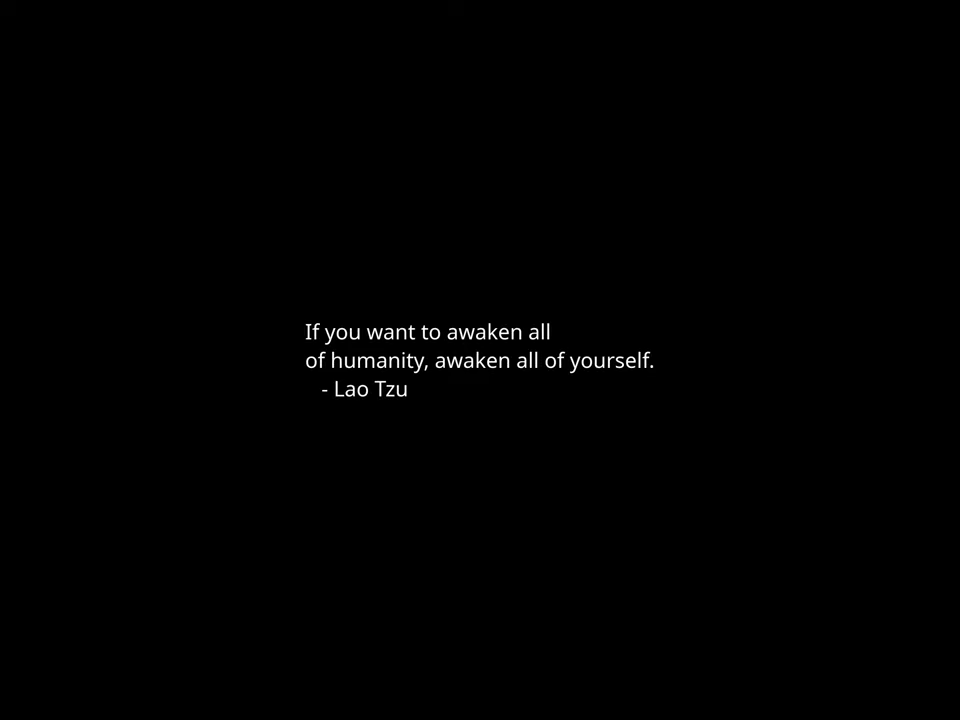 If you want to awaken all
of humanity, awaken all of yourself.
- Lao Tzu